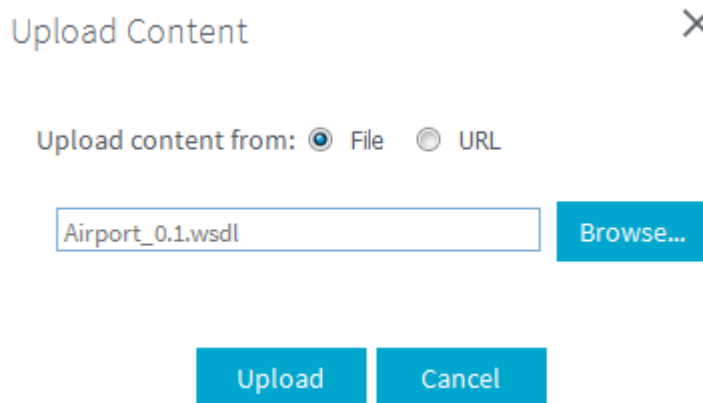 Upload Content
Upload content from: File URL
Airport_0.1.wsdl Browse...
Upload Cancel